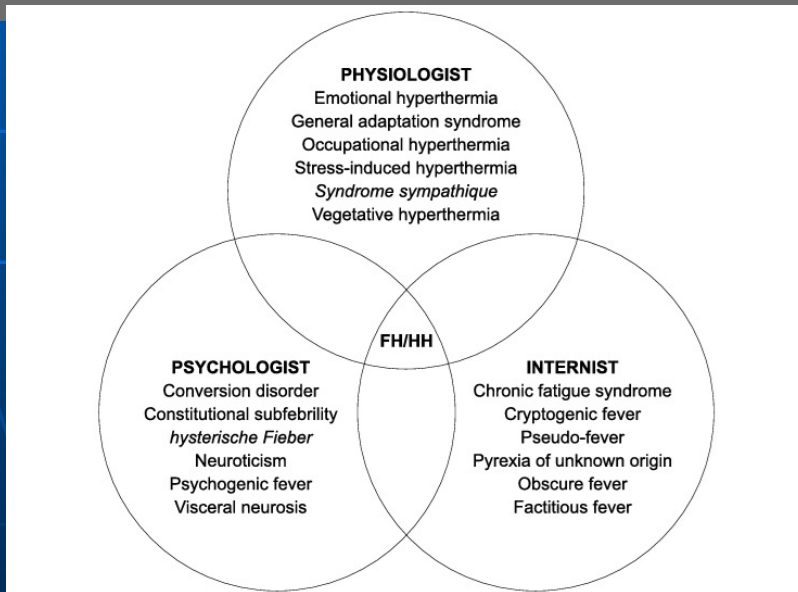 PHYSIOLOGIST
Emotional hyperthermia
General adaptation syndrome
Occupational hyperthermia
Stress-induced hyperthermia
Syndrome sympathique
Vegetative hyperthermia
FH/HH
PSYCHOLOGIST
Conversion disorder
Constitutional subfebrility
hysterische Fieber
Neuroticism
Psychogenic fever
Visceral neurosis
INTERNIST
Chronic fatigue syndrome
Cryptogenic fever
Pseudo-fever
Pyrexia of unknown origin
Obscure fever
Factitious fever